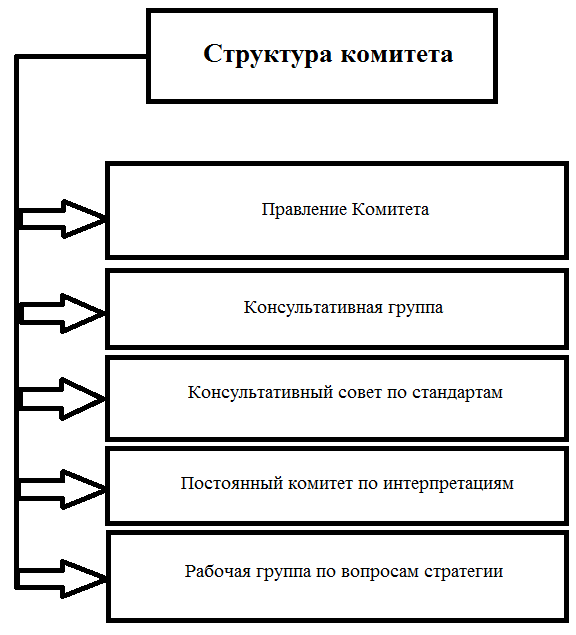 Структура комитета
Правление Комитета
Консультативная группа
Консультативный совет по стандартам
Постоянный комитет по интерпретациям
Рабочая группа по вопросам стратегии